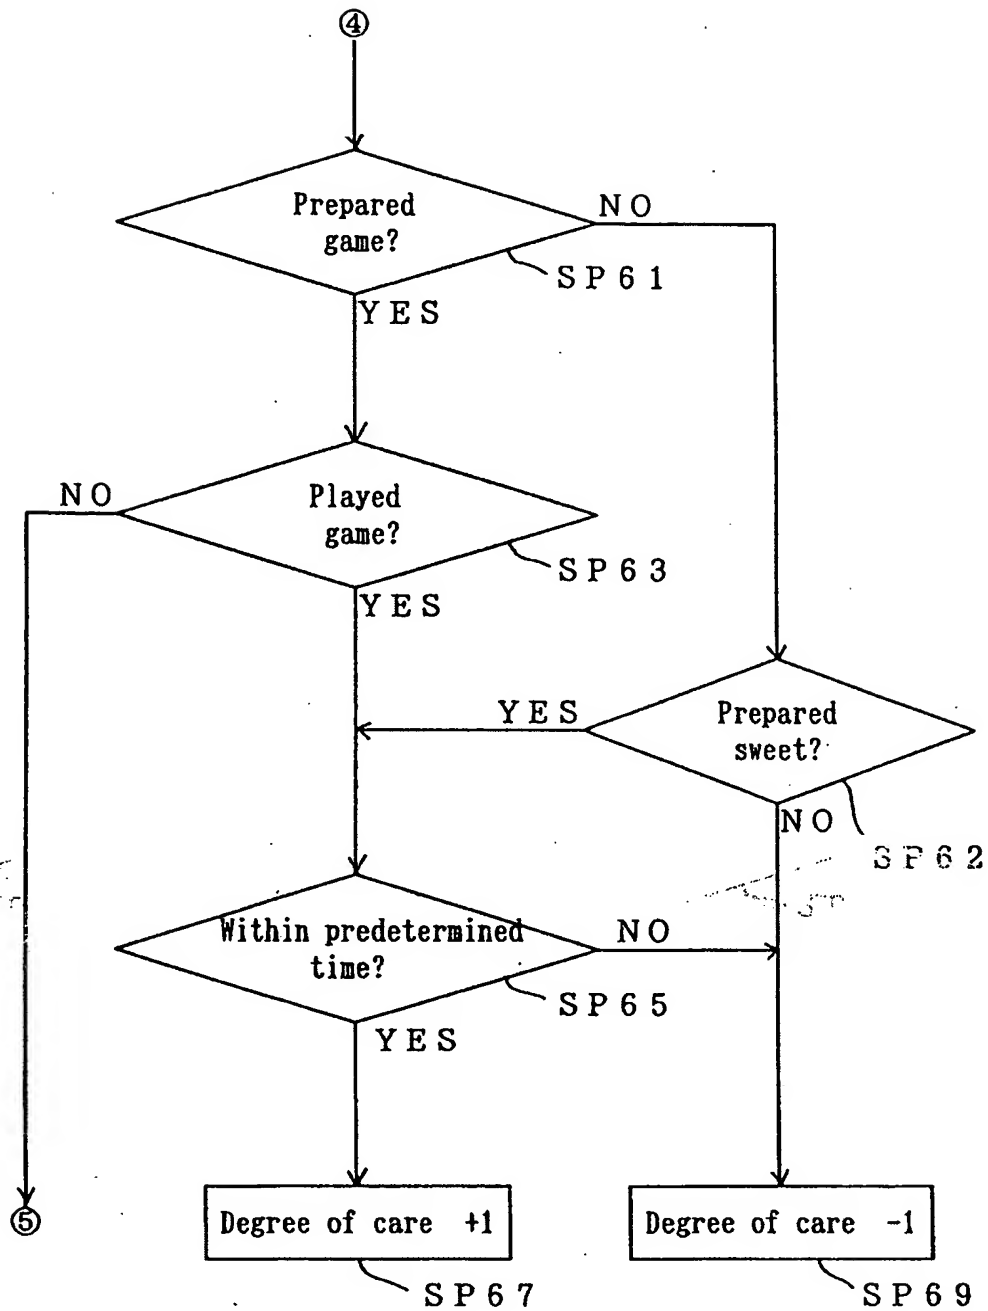 ④
Prepared
game?
NO
SP61
YES
NO
Played
game?
SP63
YES
YES
Prepared
sweet?
NO
SP62
Within predetermined
time?
NO
SP65
YES
⑤
Degree of care +1
Degree of care -1
SP67
SP69